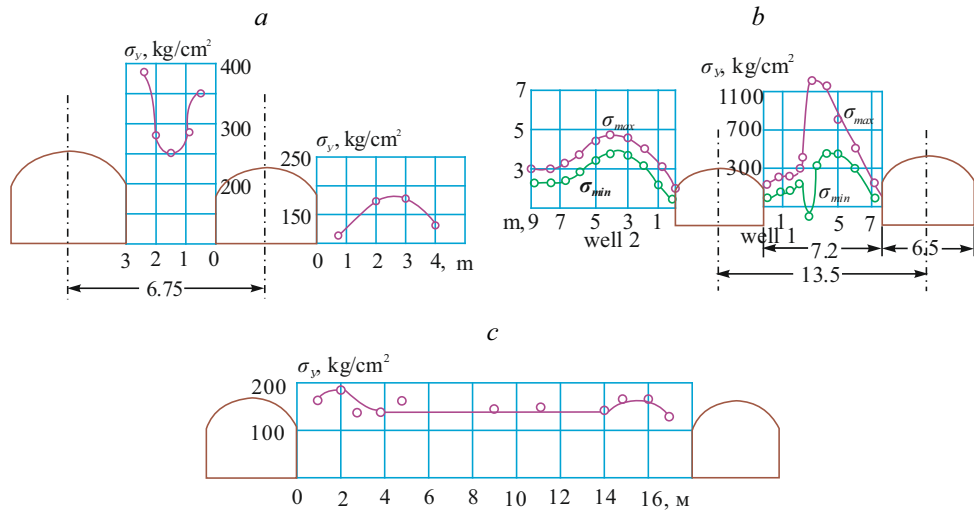 a
σy, kg/cm²
400
300
200
3 2 1 0
6.75
σy, kg/cm²
250
150
0 1 2 3 4, m
b
7
5
3
σmax
σmin
m, 9 7 5 3 1
well 2
σy, kg/cm²
1100
700
300
σmax
σmin
1 5 7
well 1
7.2
6.5
13.5
c
σy, kg/cm²
200
100
0 2 4 6 8 10 12 14 16, м